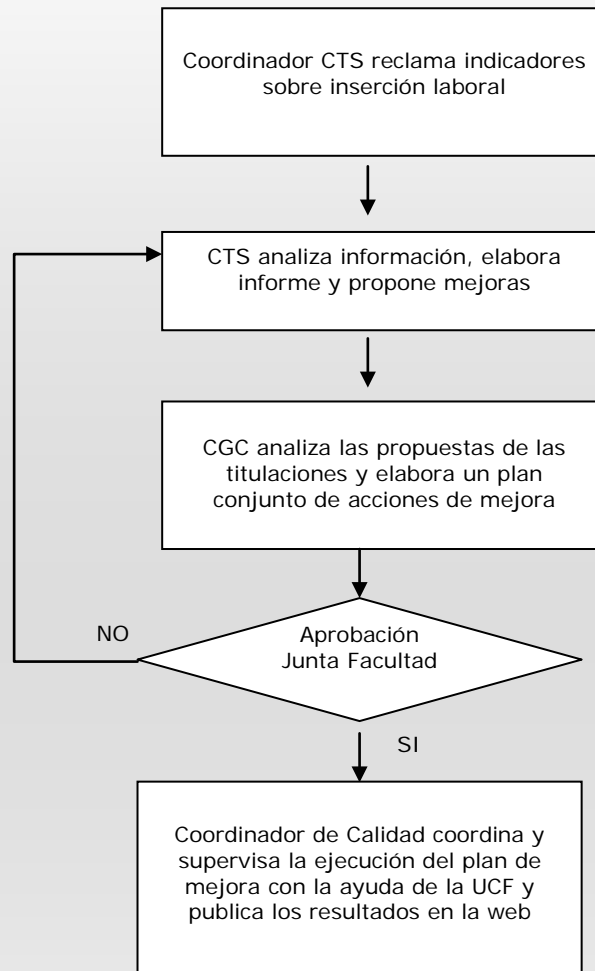 Coordinador CTS reclama indicadores
sobre inserción laboral
CTS analiza información, elabora
informe y propone mejoras
CGC analiza las propuestas de las
titulaciones y elabora un plan
conjunto de acciones de mejora
NO
Aprobación
Junta Facultad
SI
Coordinador de Calidad coordina y
supervisa la ejecución del plan de
mejora con la ayuda de la UCF y
publica los resultados en la web